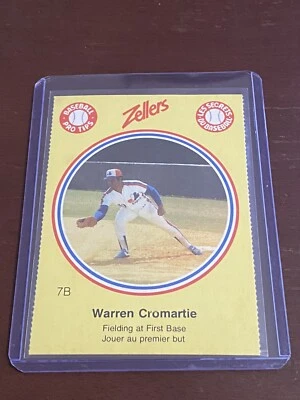 BASEBALL
PRO TIPS
Zellers
LES SECRETS
DU BASEBALL
7B
Warren Cromartie
Fielding at First Base
Jouer au premier but